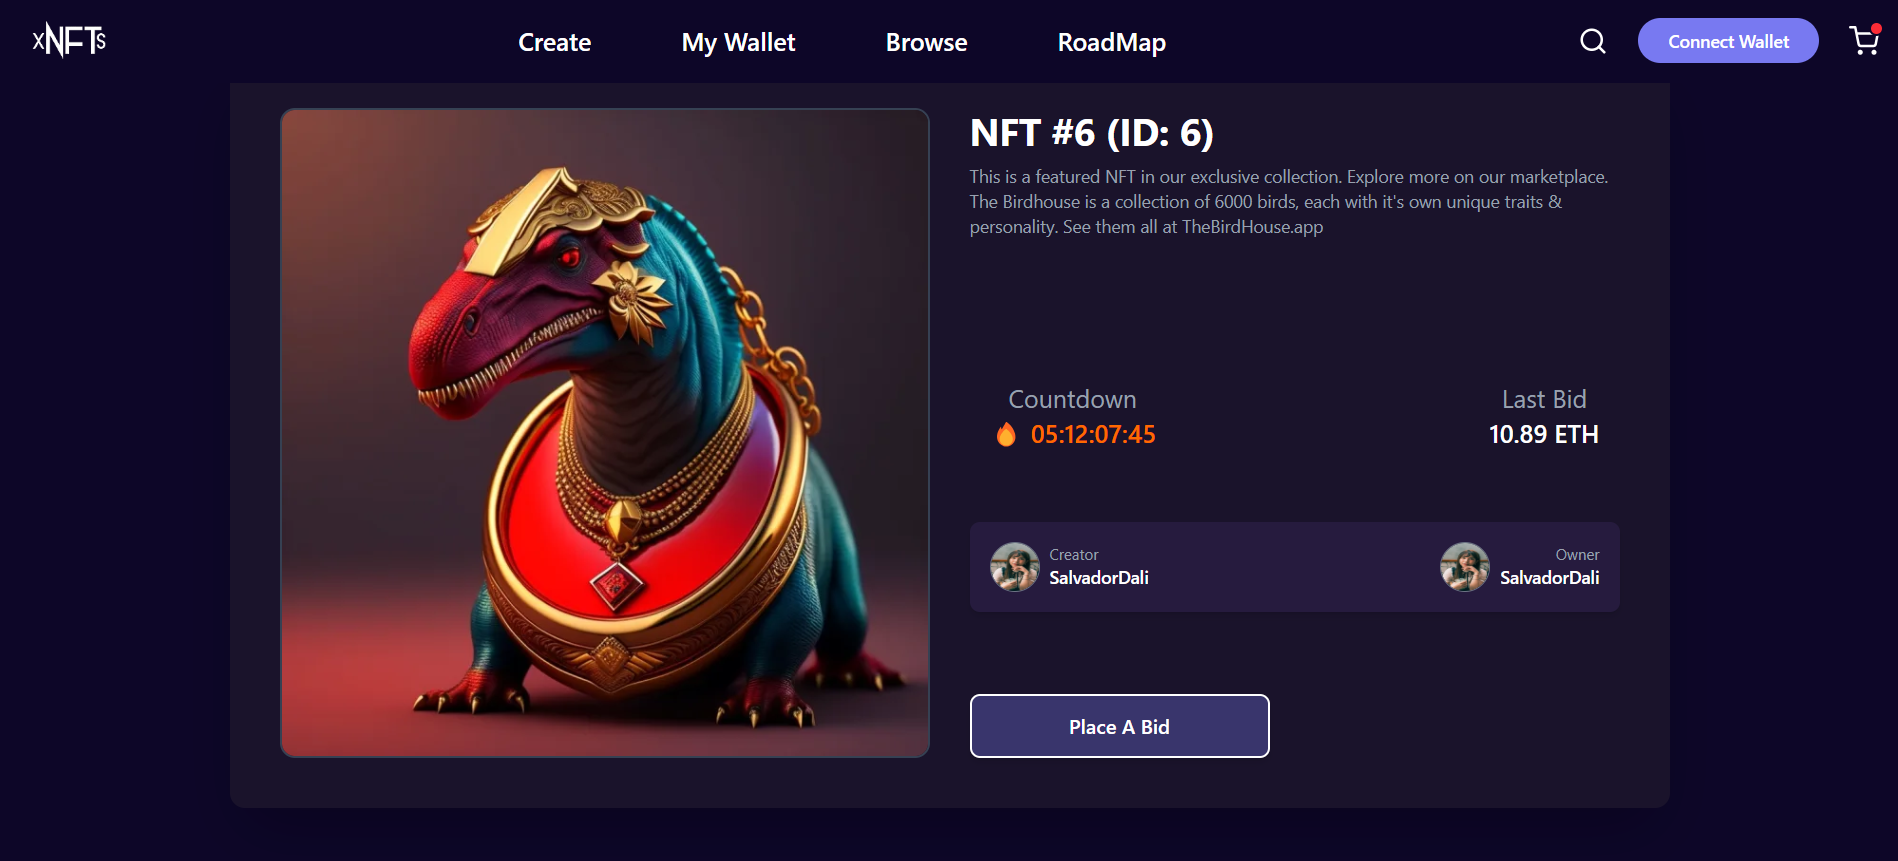 xNFTs
Create
My Wallet
Browse
RoadMap
Connect Wallet
NFT #6 (ID: 6)
This is a featured NFT in our exclusive collection. Explore more on our marketplace.
The Birdhouse is a collection of 6000 birds, each with it's own unique traits &
personality. See them all at TheBirdHouse.app
Countdown
05:12:07:45
Last Bid
10.89 ETH
Creator
SalvadorDali
Owner
SalvadorDali
Place A Bid